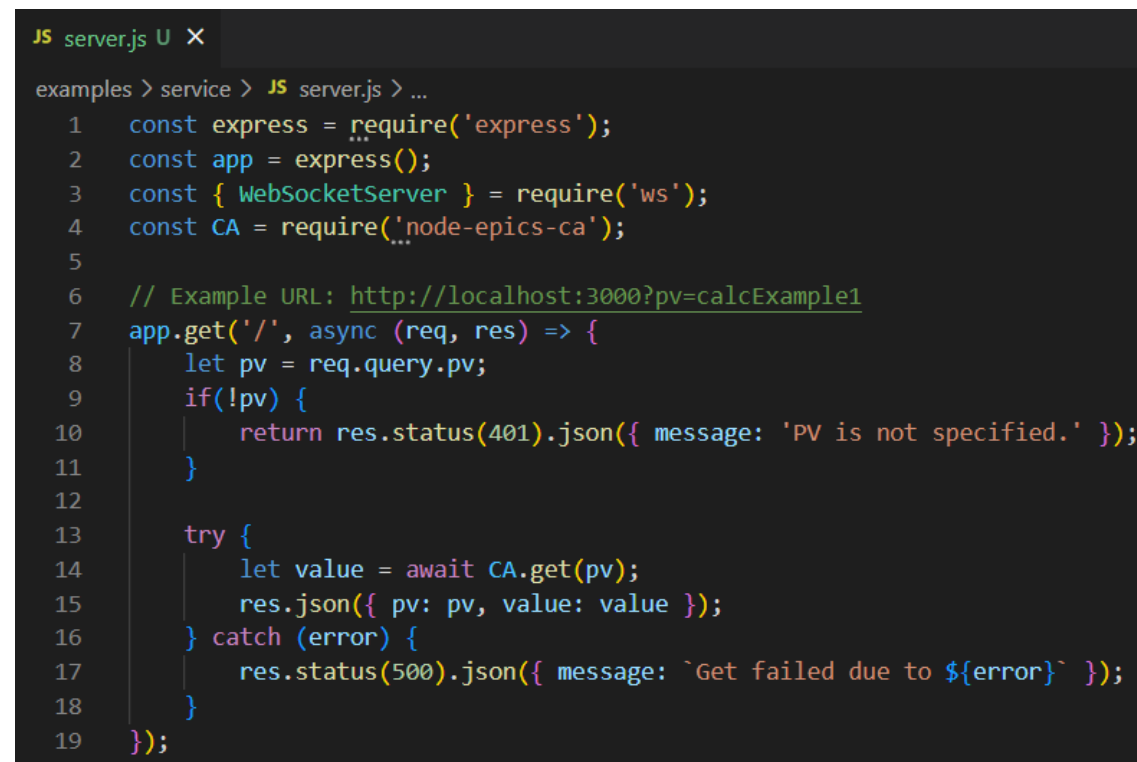 JS server.js U ✕
examples > service > JS server.js > ...
1 const express = require('express');
2 const app = express();
3 const { WebSocketServer } = require('ws');
4 const CA = require('node-epics-ca');
5
6 // Example URL: http://localhost:3000?pv=calcExample1
7 app.get('/', async (req, res) => {
8     let pv = req.query.pv;
9     if(!pv) {
10         return res.status(401).json({ message: 'PV is not specified.' });
11     }
12
13     try {
14         let value = await CA.get(pv);
15         res.json({ pv: pv, value: value });
16     } catch (error) {
17         res.status(500).json({ message: `Get failed due to ${error}` });
18     }
19 });